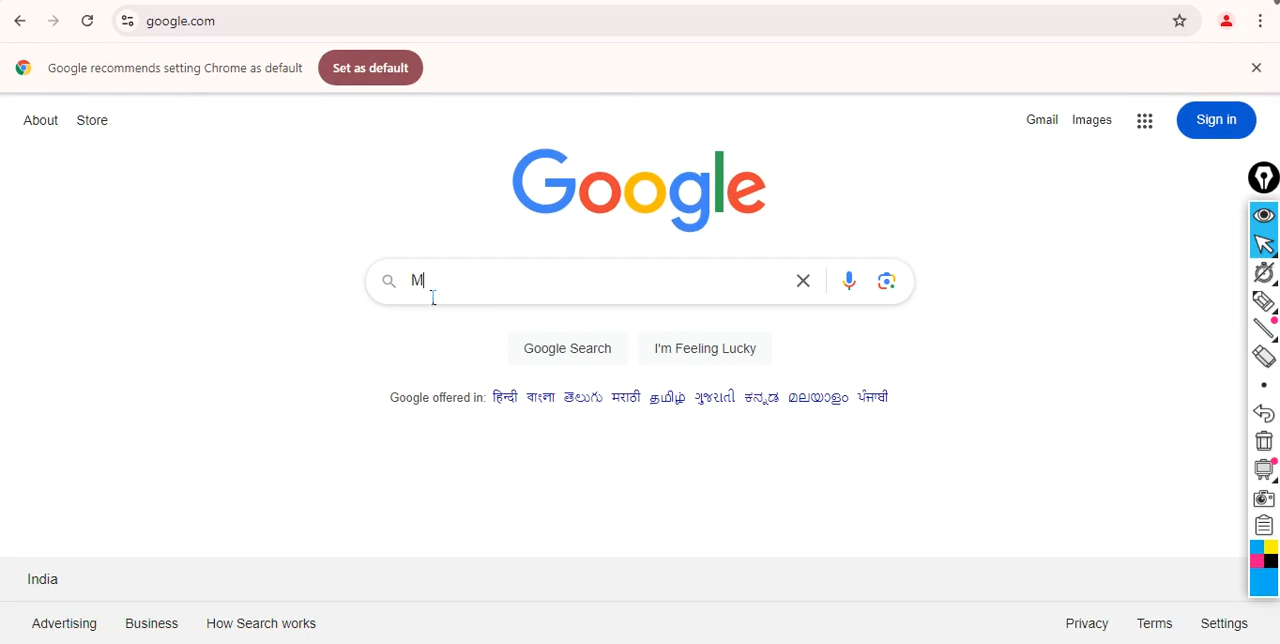 google.com
Google recommends setting Chrome as default
Set as default
About Store
Gmail Images
Sign in
Google
M
Google Search
I'm Feeling Lucky
Google offered in: हिन्दी বাংলা తెలుగు मराठी தமிழ் ગુજરાતી ಕನ್ನಡ മലയാളം ਪੰਜਾਬੀ
India
Advertising Business How Search works
Privacy Terms Settings